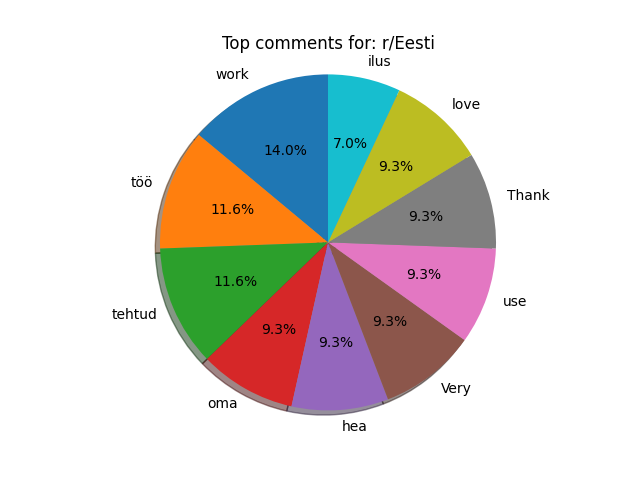 Top comments for: r/Eesti
work
14.0%
töö
11.6%
tehtud
11.6%
oma
9.3%
hea
9.3%
Very
9.3%
use
9.3%
Thank
9.3%
love
9.3%
ilus
7.0%